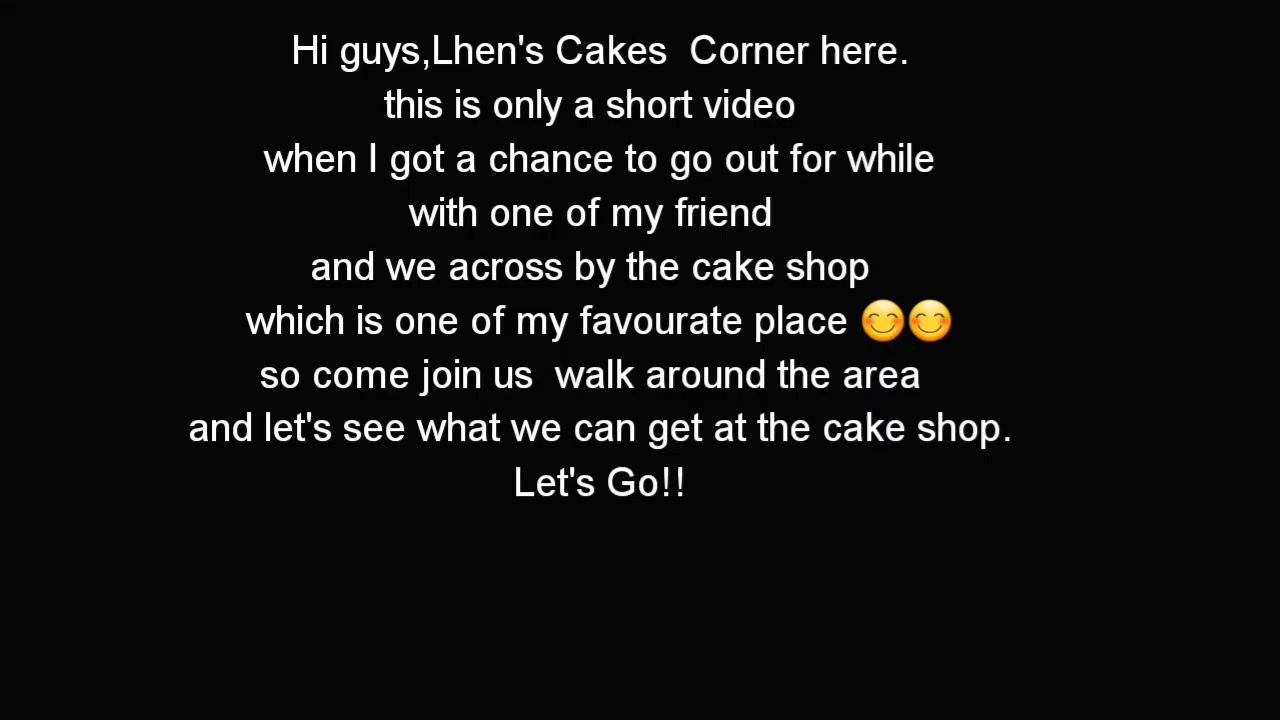 Hi guys,Lhen's Cakes  Corner here.
this is only a short video
when I got a chance to go out for while
with one of my friend
and we across by the cake shop
which is one of my favourate place 😊😊
so come join us  walk around the area
and let's see what we can get at the cake shop.
Let's Go!!